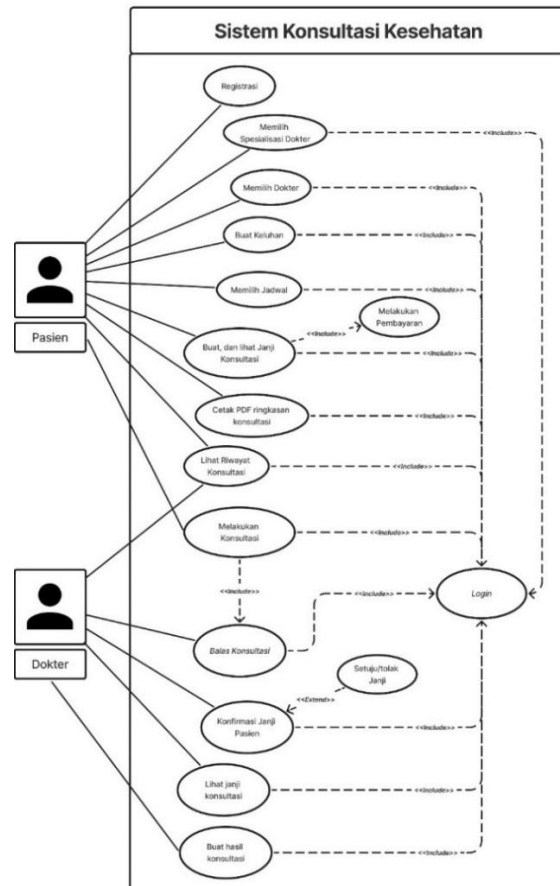 Sistem Konsultasi Kesehatan
Registrasi
Memilih
Spesialisasi Dokter
<<Include>>
Memilih Dokter
<<Include>>
Buat Keluhan
<<Include>>
Pasien
Memilih Jadwal
<<Include>>
Melakukan
Pembayaran
<<Include>>
Buat, dan lihat Janji
Konsultasi
<<Include>>
Cetak PDF ringkasan
konsultasi
<<Include>>
Lihat Riwayat
Konsultasi
<<Include>>
Melakukan
Konsultasi
<<Include>>
<<Include>>
Login
Dokter
Balas Konsultasi
<<Include>>
Setuju/tolak
Janji
<<Extend>>
Konfirmasi Janji
Pasien
<<Include>>
Lihat janji
konsultasi
<<Include>>
Buat hasil
konsultasi
<<Include>>